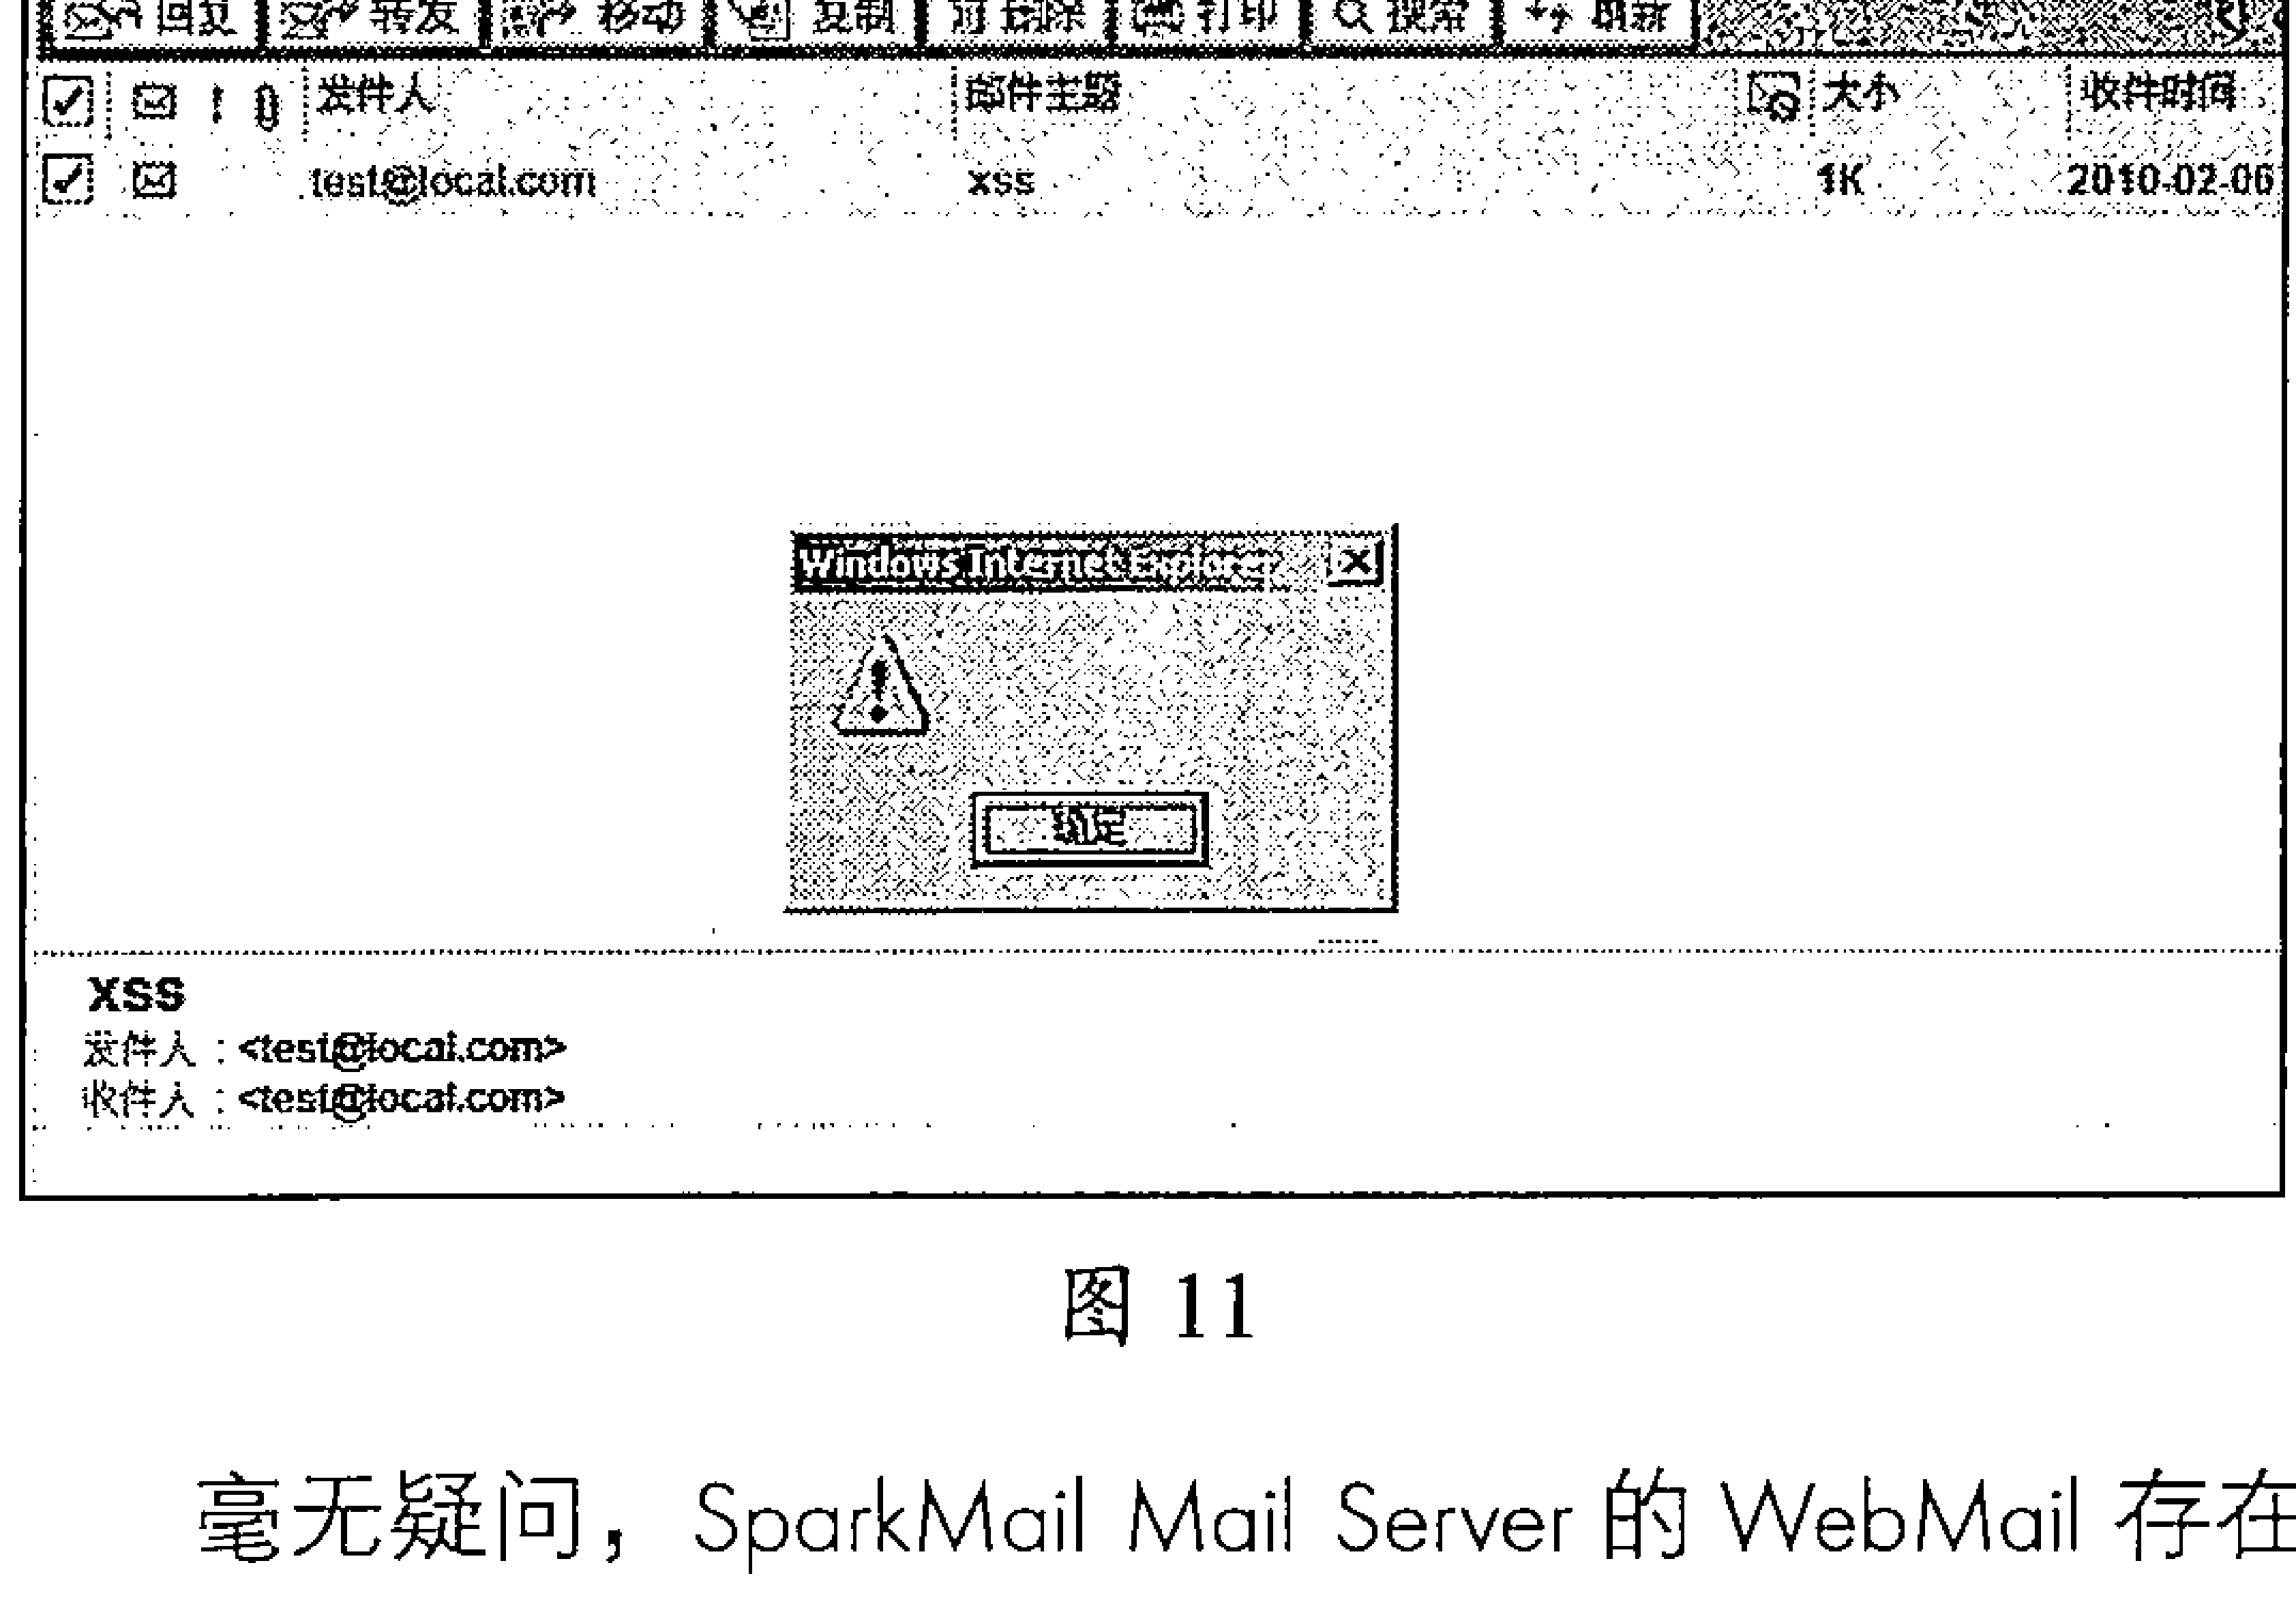 回复 转发 移动 复制 删除 打印 搜索 刷新
! 发件人 邮件主题 大小 收件时间
test@local.com xss 1K 2010-02-06
Windows Internet Explorer
确定
xss
发件人 : <test@local.com>
收件人 : <test@local.com>
图 11
毫无疑问，SparkMail Mail Server 的 WebMail 存在